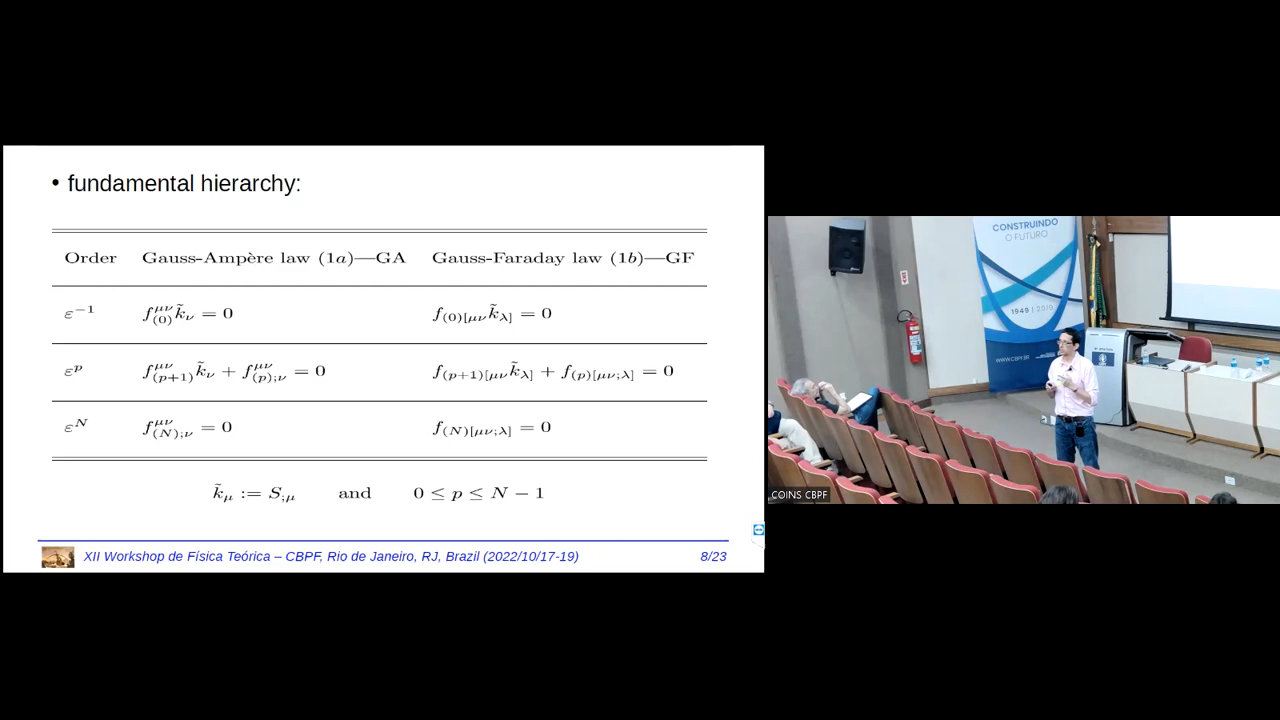 • fundamental hierarchy:
Order Gauss-Ampère law (1a)—GA Gauss-Faraday law (1b)—GF
ε⁻¹ f^{μν}_{(0)} k̃_ν = 0 f_{(0)[μν} k̃_{λ]} = 0
ε^p f^{μν}_{(p+1)} k̃_ν + f^{μν}_{(p);ν} = 0 f_{(p+1)[μν} k̃_{λ]} + f_{(p)[μν;λ]} = 0
ε^N f^{μν}_{(N);ν} = 0 f_{(N)[μν;λ]} = 0
k̃_μ := S_{;μ} and 0 ≤ p ≤ N − 1
XII Workshop de Física Teórica – CBPF, Rio de Janeiro, RJ, Brazil (2022/10/17-19) 8/23
CONSTRUINDO
O FUTURO
1949 | 2019
WWW.CBPF.BR
COINS CBPF